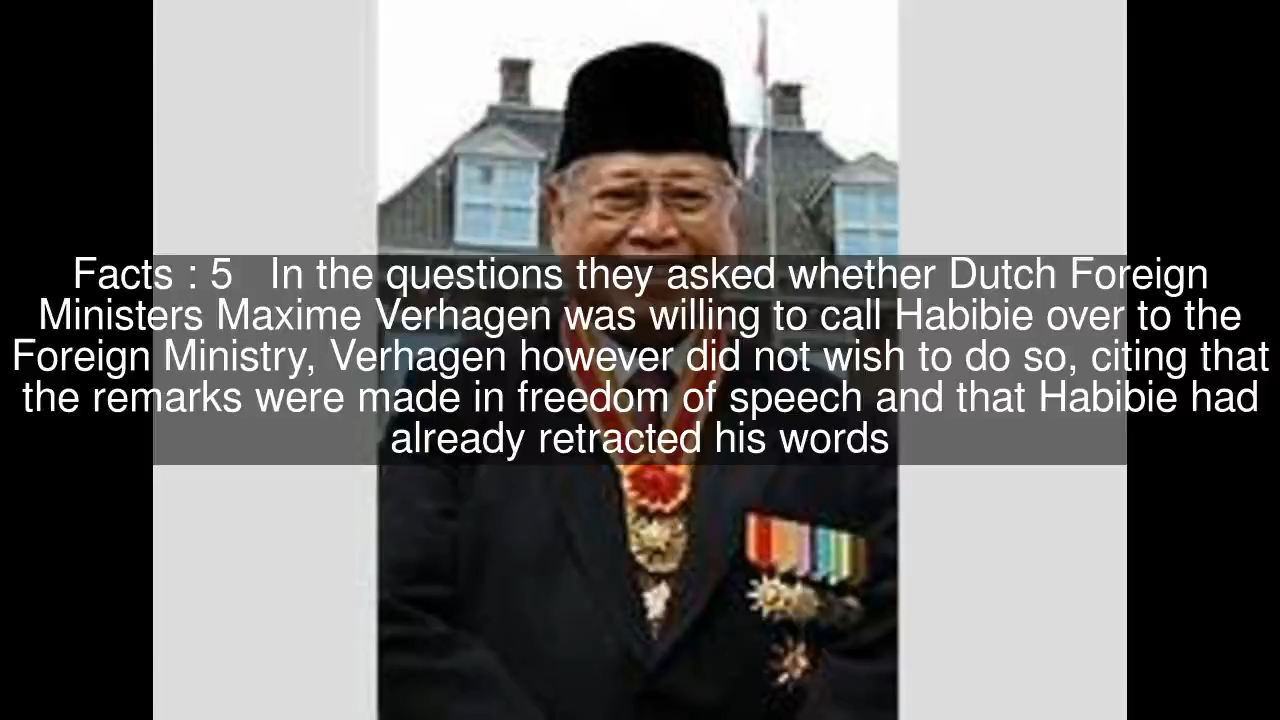 Facts : 5   In the questions they asked whether Dutch Foreign
Ministers Maxime Verhagen was willing to call Habibie over to the
Foreign Ministry, Verhagen however did not wish to do so, citing that
the remarks were made in freedom of speech and that Habibie had
already retracted his words